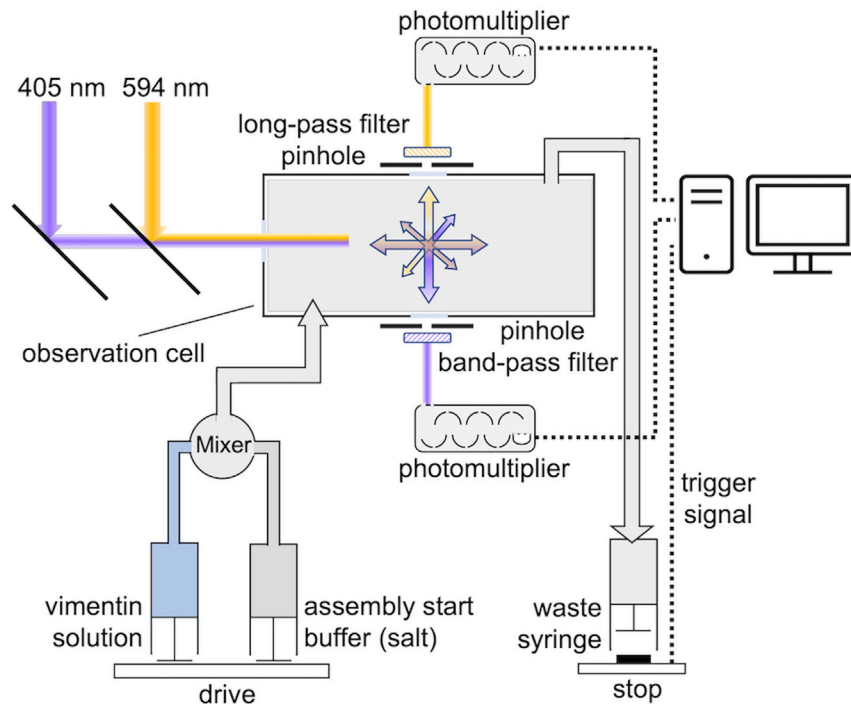 photomultiplier
405 nm 594 nm
long-pass filter
pinhole
observation cell
pinhole
band-pass filter
Mixer
photomultiplier
trigger
signal
vimentin
solution
assembly start
buffer (salt)
waste
syringe
drive
stop